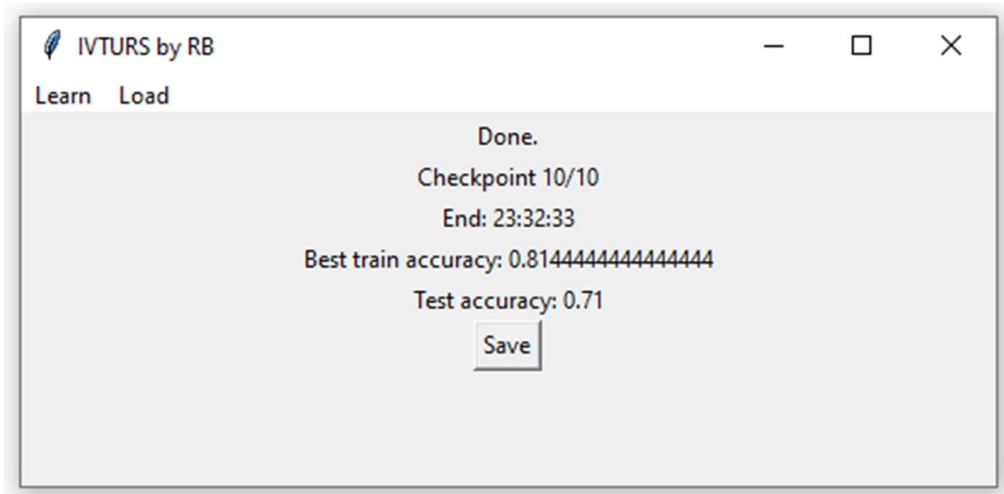 IVTURS by RB
Learn Load
Done.
Checkpoint 10/10
End: 23:32:33
Best train accuracy: 0.8144444444444444
Test accuracy: 0.71
Save